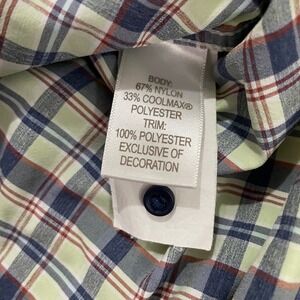 BODY:
67% NYLON
33% COOLMAX®
POLYESTER
TRIM:
100% POLYESTER
EXCLUSIVE OF
DECORATION